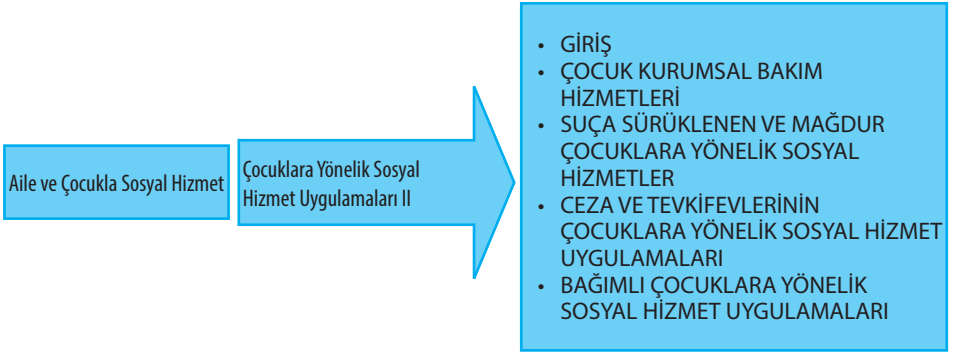 Aile ve Çocukla Sosyal Hizmet
Çocuklara Yönelik Sosyal
Hizmet Uygulamaları II
• GİRİŞ
• ÇOCUK KURUMSAL BAKIM
HİZMETLERİ
• SUÇA SÜRÜKLENEN VE MAĞDUR
ÇOCUKLARA YÖNELİK SOSYAL
HİZMETLER
• CEZA VE TEVKİFEVLERİNİN
ÇOCUKLARA YÖNELİK SOSYAL HİZMET
UYGULAMALARI
• BAĞIMLI ÇOCUKLARA YÖNELİK
SOSYAL HİZMET UYGULAMALARI